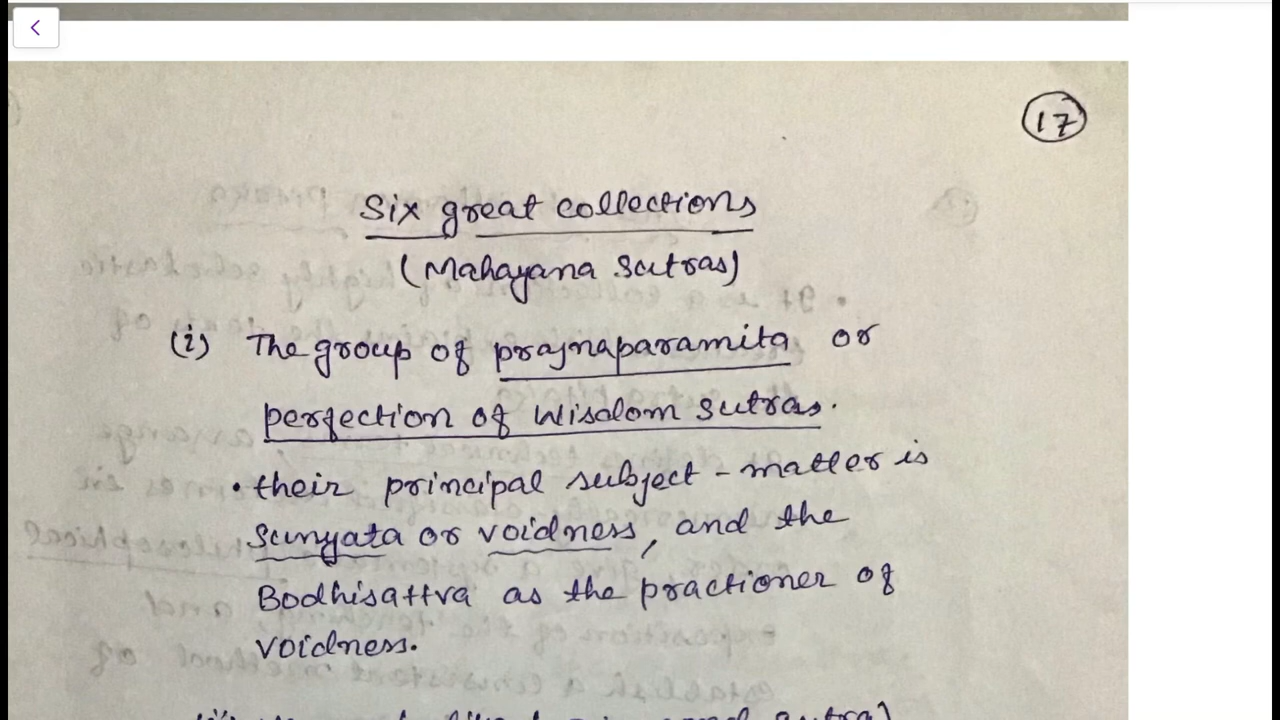 17
Six great collections
(Mahayana Sutras)
(i) The group of prajnaparamita or
perfection of Wisdom Sutras.
• their principal subject-matter is
Sunyata or voidness, and the
Bodhisattva as the practioner of
voidness.